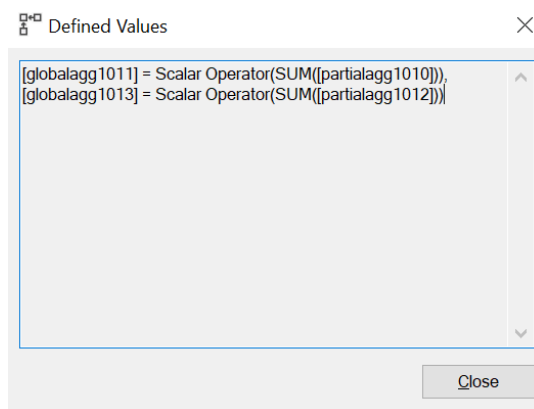 Defined Values
[globalagg1011] = Scalar Operator(SUM([partialagg1010])),
[globalagg1013] = Scalar Operator(SUM([partialagg1012]))
Close